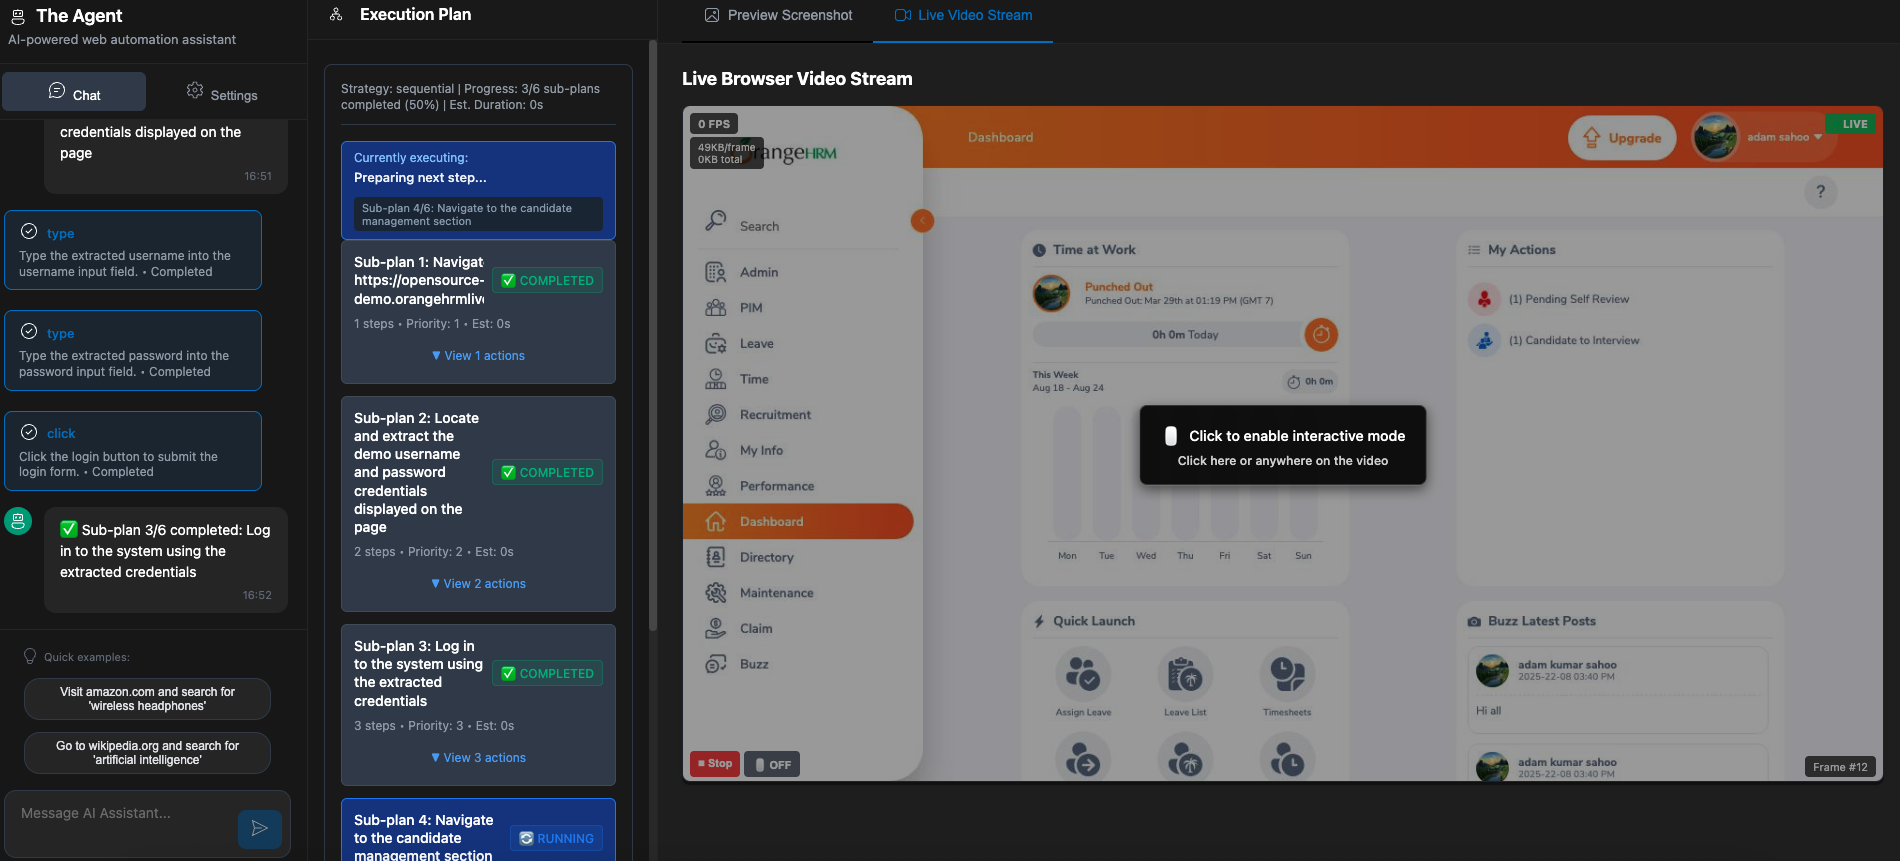 The Agent
AI-powered web automation assistant
Chat
Settings
credentials displayed on the
page
16:51
type
Type the extracted username into the
username input field. • Completed
type
Type the extracted password into the
password input field. • Completed
click
Click the login button to submit the
login form. • Completed
✅ Sub-plan 3/6 completed: Log
in to the system using the
extracted credentials
16:52
Quick examples:
Visit amazon.com and search for
'wireless headphones'
Go to wikipedia.org and search for
'artificial intelligence'
Message AI Assistant...
Execution Plan
Strategy: sequential | Progress: 3/6 sub-plans
completed (50%) | Est. Duration: 0s
Currently executing:
Preparing next step...
Sub-plan 4/6: Navigate to the candidate
management section
Sub-plan 1: Navigate
https://opensource-
demo.orangehrmlive
✅ COMPLETED
1 steps • Priority: 1 • Est: 0s
▼ View 1 actions
Sub-plan 2: Locate
and extract the
demo username
and password
credentials
displayed on the
page
✅ COMPLETED
2 steps • Priority: 2 • Est: 0s
▼ View 2 actions
Sub-plan 3: Log in
to the system using
the extracted
credentials
✅ COMPLETED
3 steps • Priority: 3 • Est: 0s
▼ View 3 actions
Sub-plan 4: Navigate
to the candidate
management section
RUNNING
Preview Screenshot
Live Video Stream
Live Browser Video Stream
0 FPS
49KB/frame
0KB total
rangeHRM
Dashboard
Upgrade
adam sahoo
LIVE
?
Search
Admin
PIM
Leave
Time
Recruitment
My Info
Performance
Dashboard
Directory
Maintenance
Claim
Buzz
Stop
OFF
Time at Work
Punched Out
Punched Out: Mar 29th at 01:19 PM (GMT 7)
0h 0m Today
This Week
Aug 18 - Aug 24
0h 0m
Mon Tue Wed Thu Fri Sat Sun
My Actions
(1) Pending Self Review
(1) Candidate to Interview
Click to enable interactive mode
Click here or anywhere on the video
Quick Launch
Assign Leave
Leave List
Timesheets
Buzz Latest Posts
adam kumar sahoo
2025-22-08 03:40 PM
Hi all
adam kumar sahoo
2025-22-08 03:40 PM
Frame #12